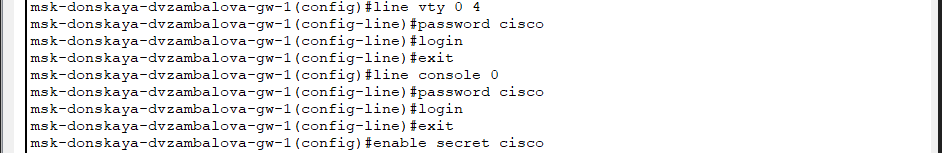 msk-donskaya-dvzambalova-gw-1(config)#line vty 0 4
msk-donskaya-dvzambalova-gw-1(config-line)#password cisco
msk-donskaya-dvzambalova-gw-1(config-line)#login
msk-donskaya-dvzambalova-gw-1(config-line)#exit
msk-donskaya-dvzambalova-gw-1(config)#line console 0
msk-donskaya-dvzambalova-gw-1(config-line)#password cisco
msk-donskaya-dvzambalova-gw-1(config-line)#login
msk-donskaya-dvzambalova-gw-1(config-line)#exit
msk-donskaya-dvzambalova-gw-1(config)#enable secret cisco